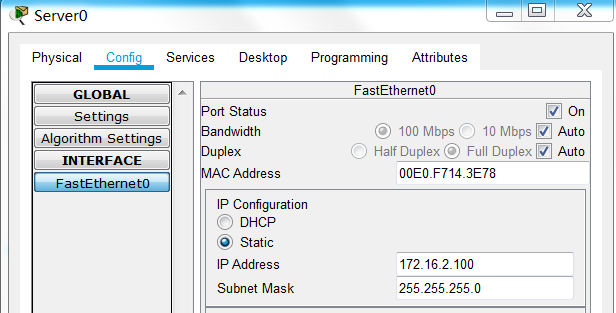 Server0
Physical Config Services Desktop Programming Attributes
GLOBAL
Settings
Algorithm Settings
INTERFACE
FastEthernet0
FastEthernet0
Port Status On
Bandwidth 100 Mbps 10 Mbps Auto
Duplex Half Duplex Full Duplex Auto
MAC Address 00E0.F714.3E78
IP Configuration
DHCP
Static
IP Address 172.16.2.100
Subnet Mask 255.255.255.0